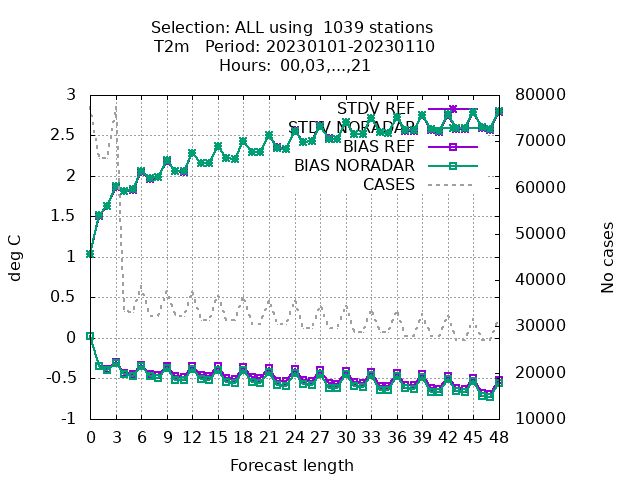 Selection: ALL using  1039 stations
T2m   Period: 20230101-20230110
Hours:  00,03,...,21
3
2.5
2
1.5
1
0.5
0
-0.5
-1
80000
70000
60000
50000
40000
30000
20000
10000
STDV REF
STDV NORADAR
BIAS REF
BIAS NORADAR
CASES
deg C
No cases
0 3 6 9 12 15 18 21 24 27 30 33 36 39 42 45 48
Forecast length